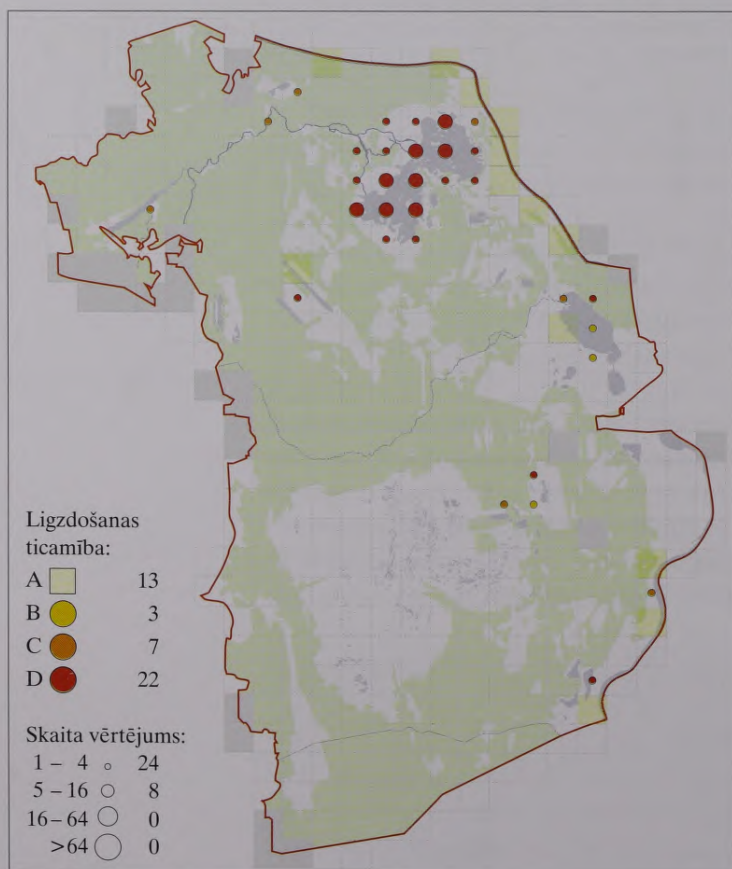 Ligzdošanas
ticamība:
A 13
B 3
C 7
D 22
Skaita vērtējums:
1 – 4 24
5 – 16 8
16 – 64 0
>64 0